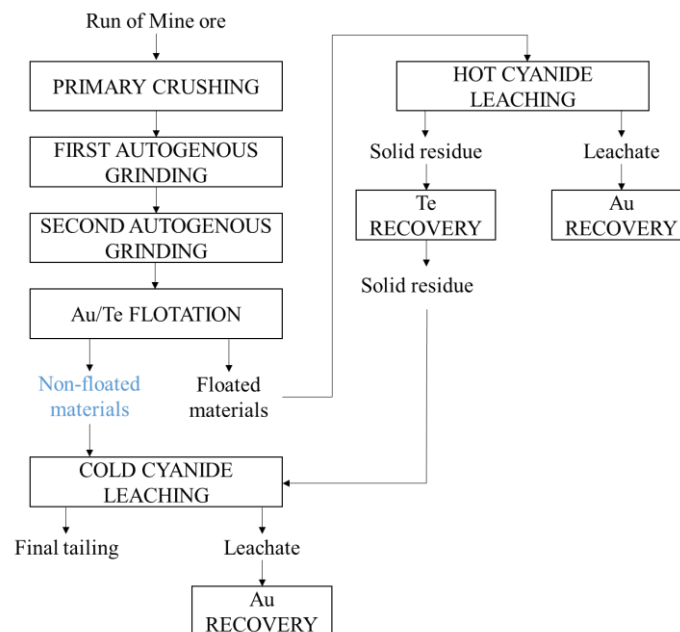 Run of Mine ore
PRIMARY CRUSHING
FIRST AUTOGENOUS
GRINDING
SECOND AUTOGENOUS
GRINDING
Au/Te FLOTATION
Non-floated
materials
Floated
materials
HOT CYANIDE
LEACHING
Solid residue
Leachate
Te
RECOVERY
Au
RECOVERY
Solid residue
COLD CYANIDE
LEACHING
Final tailing
Leachate
Au
RECOVERY